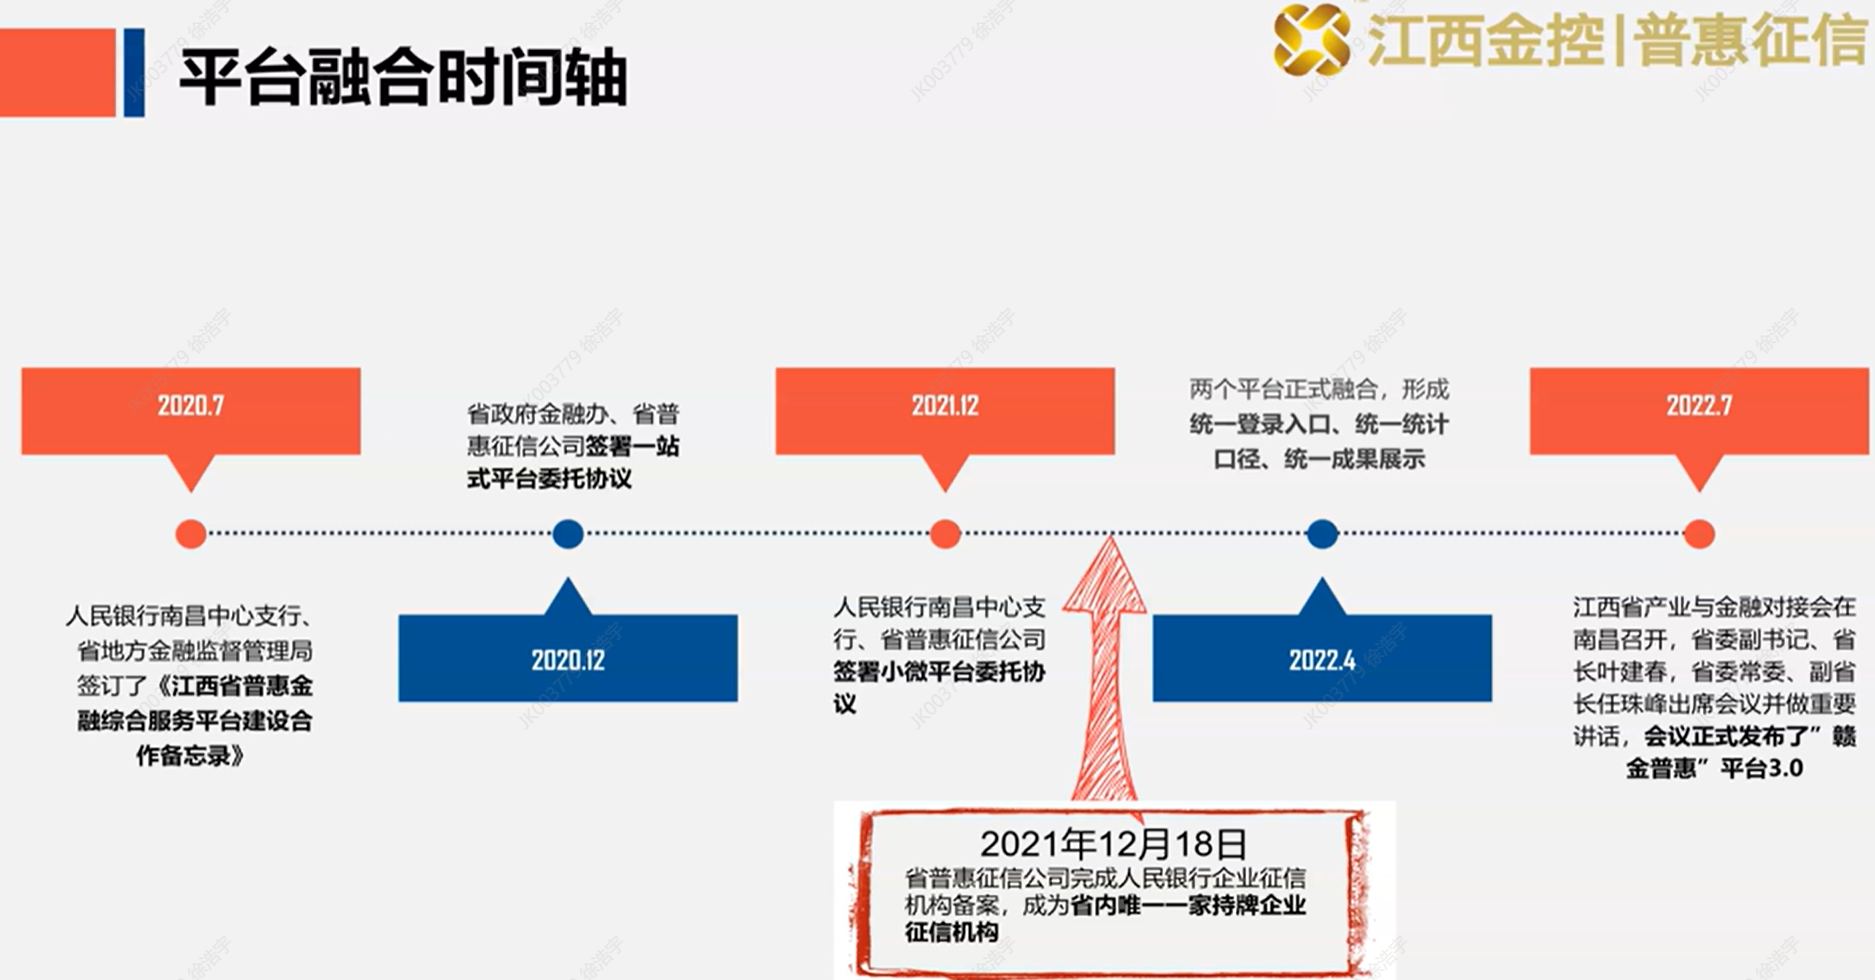 平台融合时间轴
江西金控|普惠征信
2020.7
人民银行南昌中心支行、
省地方金融监督管理局
签订了《江西省普惠金
融综合服务平台建设合
作备忘录》
省政府金融办、省普
惠征信公司签署一站
式平台委托协议
2020.12
2021.12
人民银行南昌中心支
行、省普惠征信公司
签署小微平台委托协
议
2021年12月18日
省普惠征信公司完成人民银行企业征信
机构备案，成为省内唯一一家持牌企业
征信机构
两个平台正式融合，形成
统一登录入口、统一统计
口径、统一成果展示
2022.4
2022.7
江西省产业与金融对接会在
南昌召开，省委副书记、省
长叶建春，省委常委、副省
长任珠峰出席会议并做重要
讲话，会议正式发布了”赣
金普惠”平台3.0
JK003779 徐浩宇